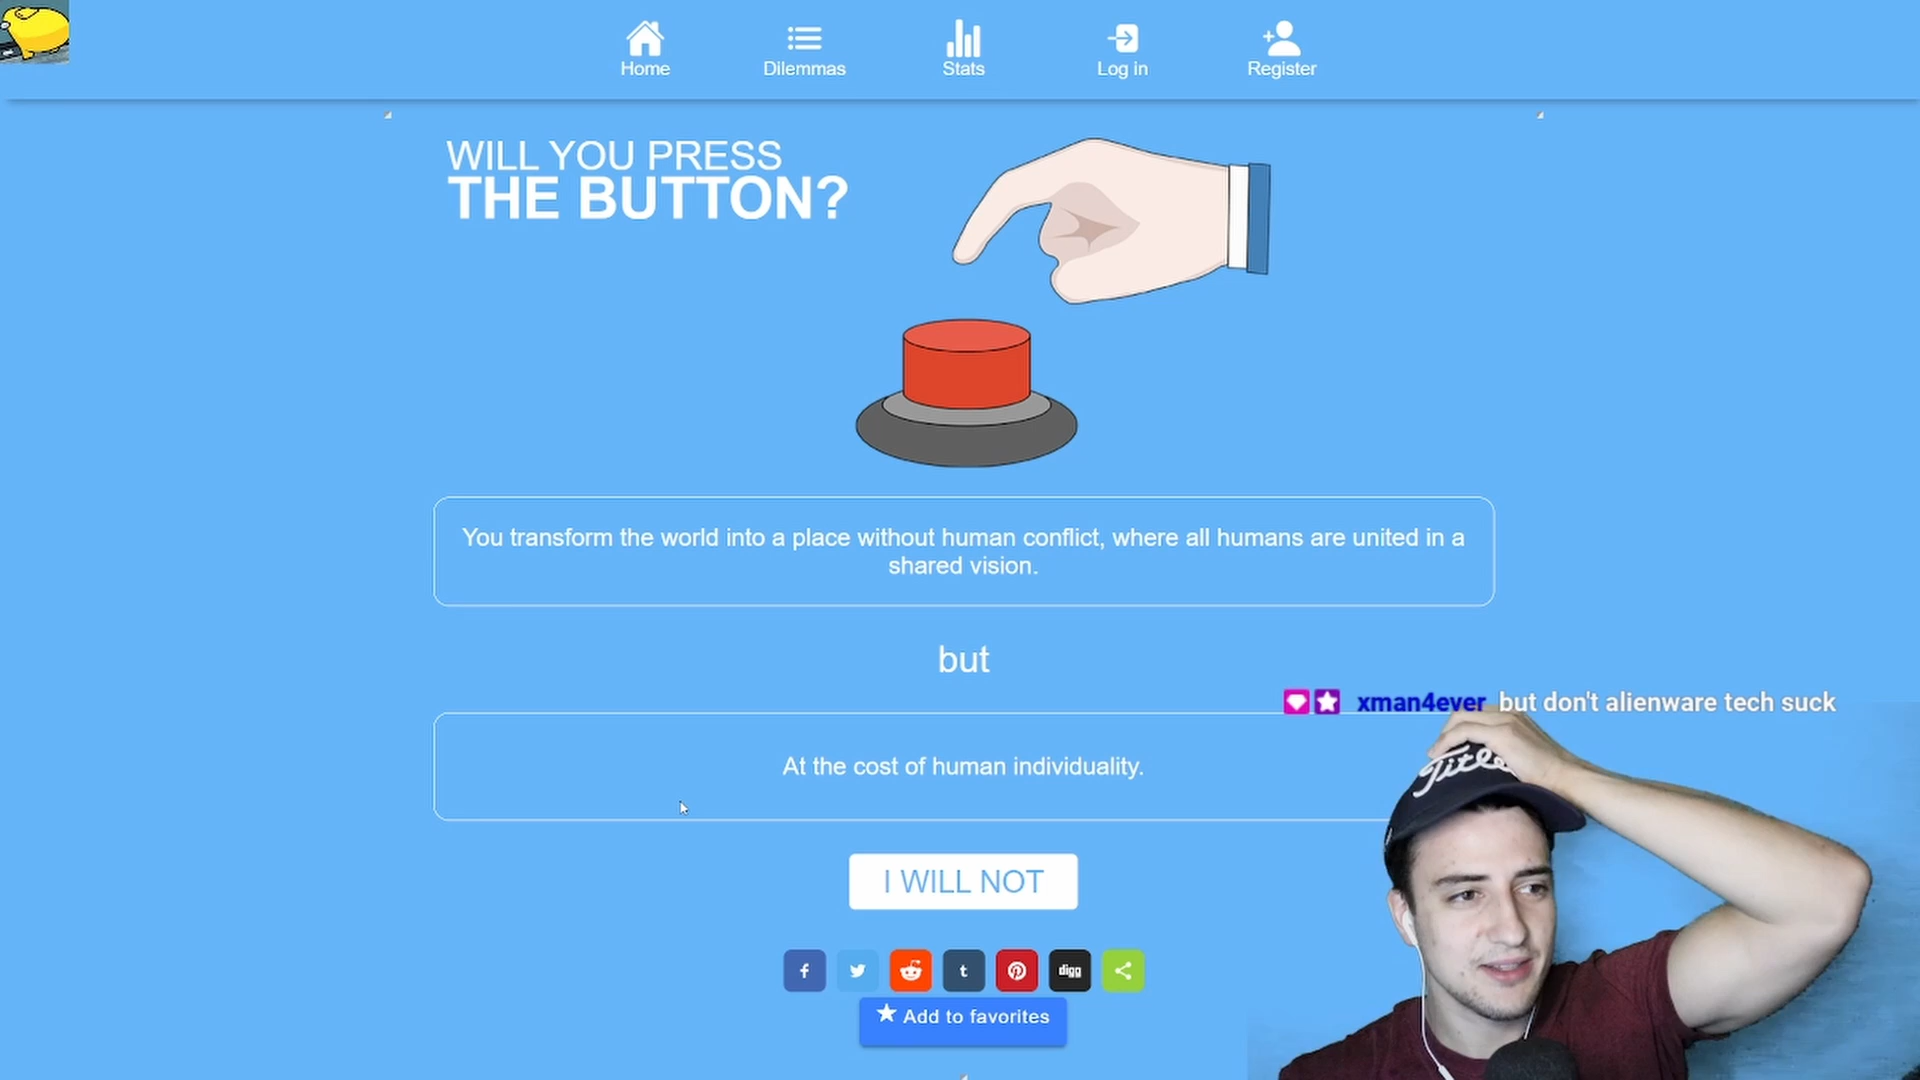 Home
Dilemmas
Stats
Log in
Register
WILL YOU PRESS
THE BUTTON?
You transform the world into a place without human conflict, where all humans are united in a
shared vision.
but
xman4ever but don't alienware tech suck
At the cost of human individuality.
Titleist
I WILL NOT
f
t
digg
Add to favorites